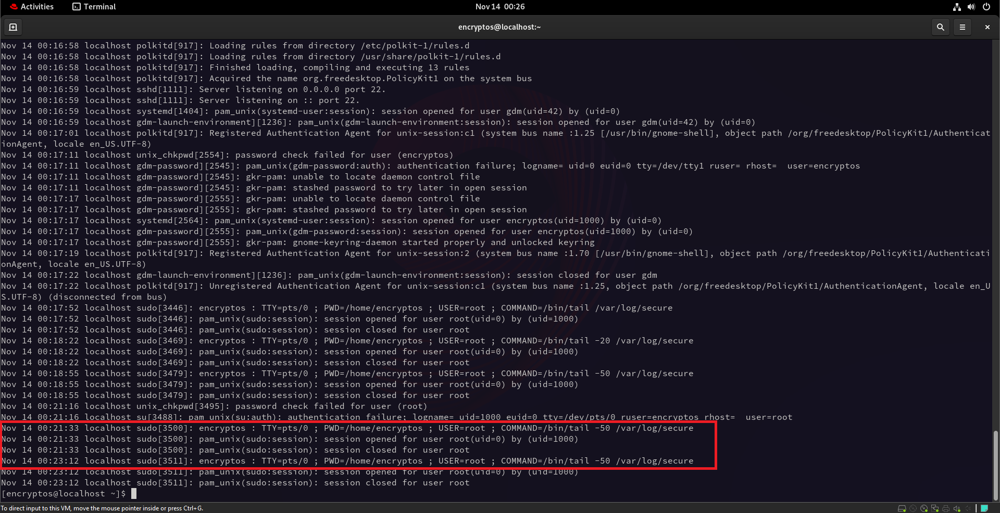 Activities Terminal Nov 14 00:26
encryptos@localhost:~
Nov 14 00:16:58 localhost polkitd[917]: Loading rules from directory /etc/polkit-1/rules.d
Nov 14 00:16:58 localhost polkitd[917]: Loading rules from directory /usr/share/polkit-1/rules.d
Nov 14 00:16:58 localhost polkitd[917]: Finished loading, compiling and executing 13 rules
Nov 14 00:16:58 localhost polkitd[917]: Acquired the name org.freedesktop.PolicyKit1 on the system bus
Nov 14 00:16:59 localhost sshd[1111]: Server listening on 0.0.0.0 port 22.
Nov 14 00:16:59 localhost sshd[1111]: Server listening on :: port 22.
Nov 14 00:16:59 localhost systemd[1404]: pam_unix(systemd-user:session): session opened for user gdm(uid=42) by (uid=0)
Nov 14 00:16:59 localhost gdm-launch-environment][1236]: pam_unix(gdm-launch-environment:session): session opened for user gdm(uid=42) by (uid=0)
Nov 14 00:17:01 localhost polkitd[917]: Registered Authentication Agent for unix-session:c1 (system bus name :1.25 [/usr/bin/gnome-shell], object path /org/freedesktop/PolicyKit1/Authenticat
ionAgent, locale en_US.UTF-8)
Nov 14 00:17:11 localhost unix_chkpwd[2554]: password check failed for user (encryptos)
Nov 14 00:17:11 localhost gdm-password][2545]: pam_unix(gdm-password:auth): authentication failure; logname= uid=0 euid=0 tty=/dev/tty1 ruser= rhost=  user=encryptos
Nov 14 00:17:11 localhost gdm-password][2545]: gkr-pam: unable to locate daemon control file
Nov 14 00:17:11 localhost gdm-password][2545]: gkr-pam: stashed password to try later in open session
Nov 14 00:17:17 localhost gdm-password][2555]: gkr-pam: unable to locate daemon control file
Nov 14 00:17:17 localhost gdm-password][2555]: gkr-pam: stashed password to try later in open session
Nov 14 00:17:17 localhost systemd[2564]: pam_unix(systemd-user:session): session opened for user encryptos(uid=1000) by (uid=0)
Nov 14 00:17:17 localhost gdm-password][2555]: pam_unix(gdm-password:session): session opened for user encryptos(uid=1000) by (uid=0)
Nov 14 00:17:17 localhost gdm-password][2555]: gkr-pam: gnome-keyring-daemon started properly and unlocked keyring
Nov 14 00:17:19 localhost polkitd[917]: Registered Authentication Agent for unix-session:2 (system bus name :1.70 [/usr/bin/gnome-shell], object path /org/freedesktop/PolicyKit1/Authenticati
onAgent, locale en_US.UTF-8)
Nov 14 00:17:22 localhost gdm-launch-environment][1236]: pam_unix(gdm-launch-environment:session): session closed for user gdm
Nov 14 00:17:22 localhost polkitd[917]: Unregistered Authentication Agent for unix-session:c1 (system bus name :1.25, object path /org/freedesktop/PolicyKit1/AuthenticationAgent, locale en_U
S.UTF-8) (disconnected from bus)
Nov 14 00:17:52 localhost sudo[3446]: encryptos : TTY=pts/0 ; PWD=/home/encryptos ; USER=root ; COMMAND=/bin/tail /var/log/secure
Nov 14 00:17:52 localhost sudo[3446]: pam_unix(sudo:session): session opened for user root(uid=0) by (uid=1000)
Nov 14 00:17:52 localhost sudo[3446]: pam_unix(sudo:session): session closed for user root
Nov 14 00:18:22 localhost sudo[3469]: encryptos : TTY=pts/0 ; PWD=/home/encryptos ; USER=root ; COMMAND=/bin/tail -20 /var/log/secure
Nov 14 00:18:22 localhost sudo[3469]: pam_unix(sudo:session): session opened for user root(uid=0) by (uid=1000)
Nov 14 00:18:22 localhost sudo[3469]: pam_unix(sudo:session): session closed for user root
Nov 14 00:18:55 localhost sudo[3479]: encryptos : TTY=pts/0 ; PWD=/home/encryptos ; USER=root ; COMMAND=/bin/tail -50 /var/log/secure
Nov 14 00:18:55 localhost sudo[3479]: pam_unix(sudo:session): session opened for user root(uid=0) by (uid=1000)
Nov 14 00:18:55 localhost sudo[3479]: pam_unix(sudo:session): session closed for user root
Nov 14 00:21:16 localhost unix_chkpwd[3495]: password check failed for user (root)
Nov 14 00:21:16 localhost su[3488]: pam_unix(su:auth): authentication failure; logname= uid=1000 euid=0 tty=/dev/pts/0 ruser=encryptos rhost=  user=root
Nov 14 00:21:33 localhost sudo[3500]: encryptos : TTY=pts/0 ; PWD=/home/encryptos ; USER=root ; COMMAND=/bin/tail -50 /var/log/secure
Nov 14 00:21:33 localhost sudo[3500]: pam_unix(sudo:session): session opened for user root(uid=0) by (uid=1000)
Nov 14 00:21:33 localhost sudo[3500]: pam_unix(sudo:session): session closed for user root
Nov 14 00:23:12 localhost sudo[3511]: encryptos : TTY=pts/0 ; PWD=/home/encryptos ; USER=root ; COMMAND=/bin/tail -50 /var/log/secure
Nov 14 00:23:12 localhost sudo[3511]: pam_unix(sudo:session): session opened for user root(uid=0) by (uid=1000)
Nov 14 00:23:12 localhost sudo[3511]: pam_unix(sudo:session): session closed for user root
[encryptos@localhost ~]$
To direct input to this VM, move the mouse pointer inside or press Ctrl+G.